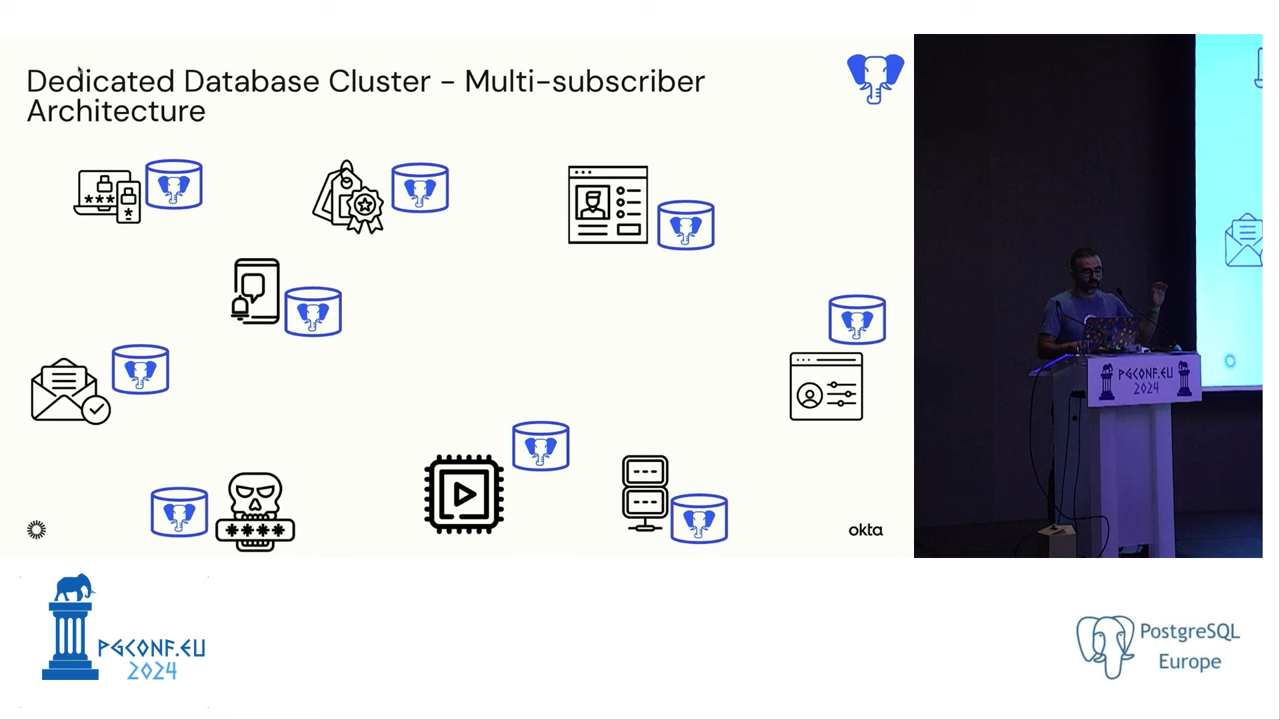 Dedicated Database Cluster - Multi-subscriber
Architecture
***
*
****
okta
PGCONF.EU
2024
PGCONF.EU
2024
PostgreSQL
Europe